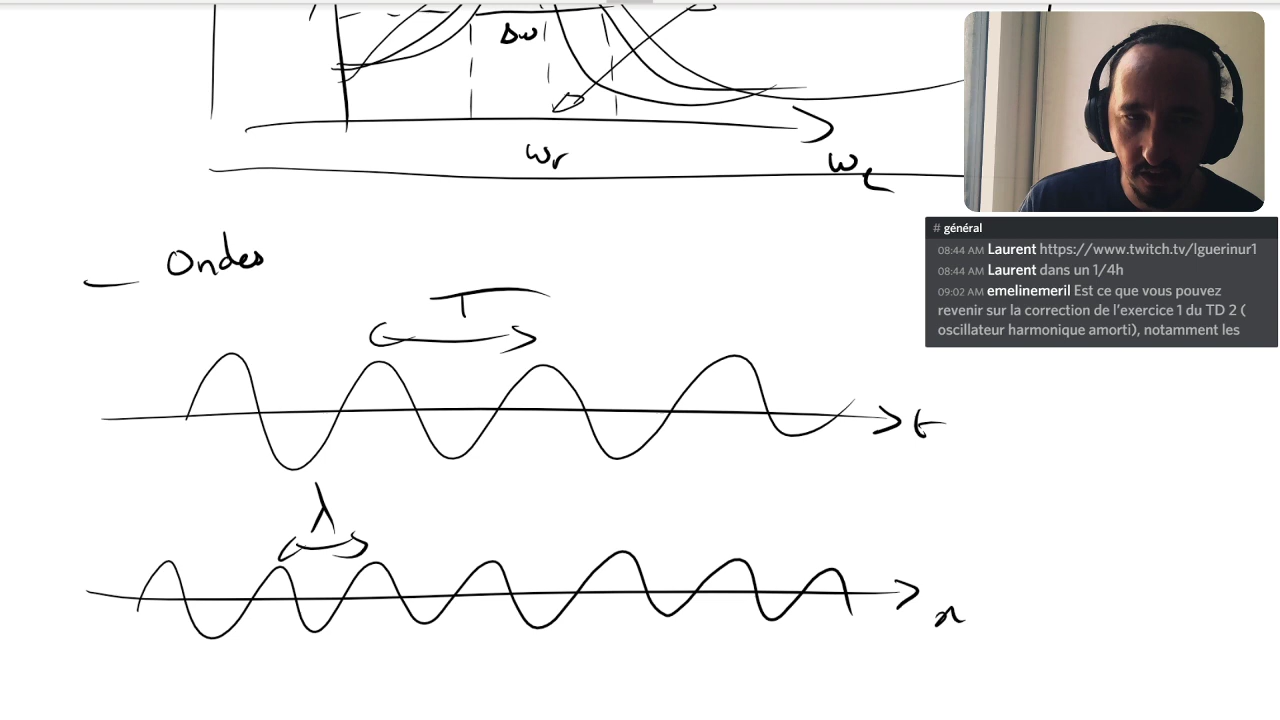 Δω
ωr
ωc
# général
08:44 AM Laurent https://www.twitch.tv/lguerinur1
08:44 AM Laurent dans un 1/4h
09:02 AM emelinemeril Est ce que vous pouvez
revenir sur la correction de l'exercice 1 du TD 2 (
oscillateur harmonique amorti), notamment les
— Ondes
T
t
λ
x